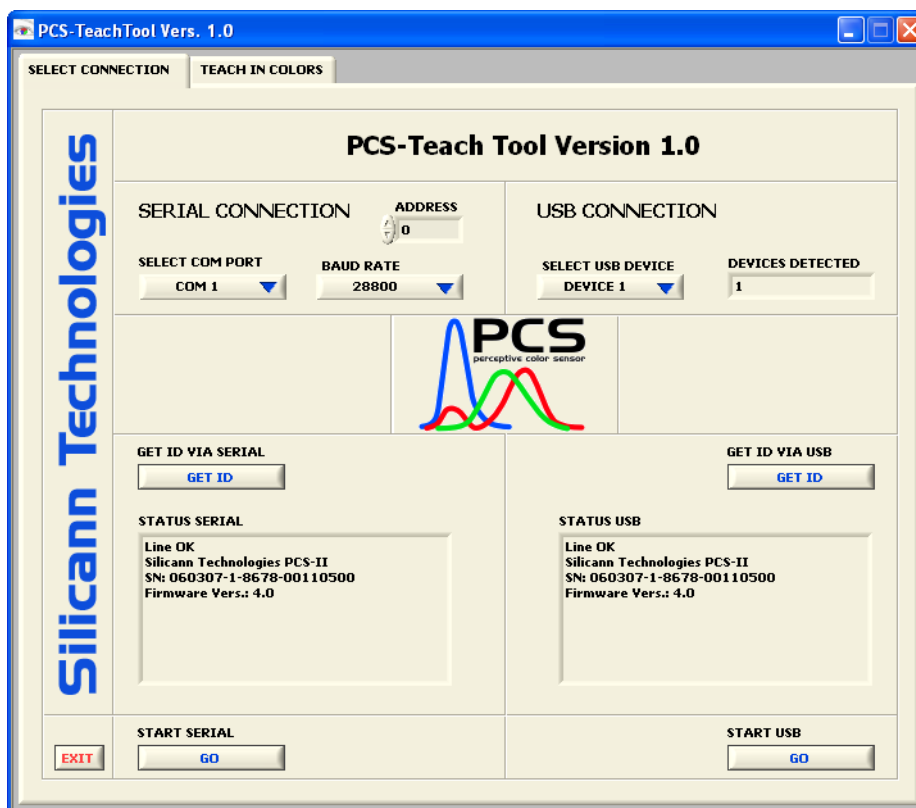 PCS-TeachTool Vers. 1.0
SELECT CONNECTION
TEACH IN COLORS
Silicann Technologies
PCS-Teach Tool Version 1.0
SERIAL CONNECTION
ADDRESS
0
SELECT COM PORT
COM 1
BAUD RATE
28800
USB CONNECTION
SELECT USB DEVICE
DEVICE 1
DEVICES DETECTED
1
PCS
perceptive color sensor
GET ID VIA SERIAL
GET ID
GET ID VIA USB
GET ID
STATUS SERIAL
Line OK
Silicann Technologies PCS-II
SN: 060307-1-8678-00110500
Firmware Vers.: 4.0
STATUS USB
Line OK
Silicann Technologies PCS-II
SN: 060307-1-8678-00110500
Firmware Vers.: 4.0
EXIT
START SERIAL
GO
START USB
GO